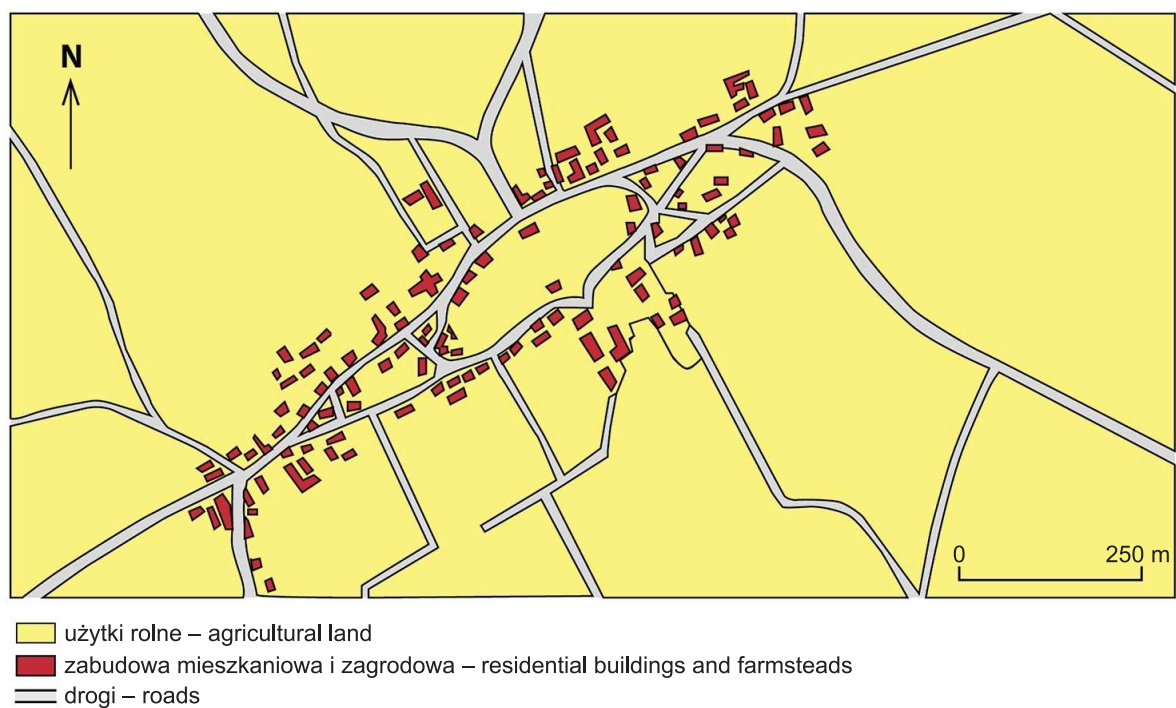 N
0 250 m
użytki rolne – agricultural land
zabudowa mieszkaniowa i zagrodowa – residential buildings and farmsteads
drogi – roads